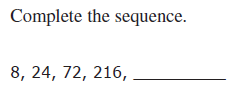 Complete the sequence.
8, 24, 72, 216, __________